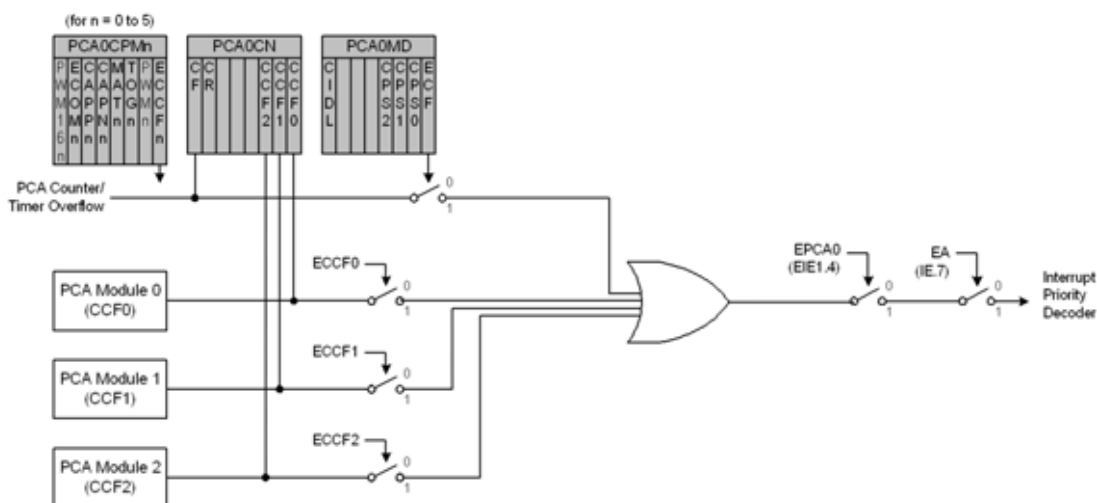 (for n = 0 to 5)
PCA0CPMn
PWM16n
ECOMn
CAPPn
CAPNn
MATn
TOGn
PWMn
ECCFn
PCA0CN
CF
CR
CCF2
CCF1
CCF0
PCA0MD
CIDL
CPS2
CPS1
CPS0
ECF
PCA Counter/
Timer Overflow
0
1
PCA Module 0
(CCF0)
ECCF0
0
1
PCA Module 1
(CCF1)
ECCF1
0
1
PCA Module 2
(CCF2)
ECCF2
0
1
EPCA0
(EIE1.4)
0
1
EA
(IE.7)
0
1
Interrupt
Priority
Decoder